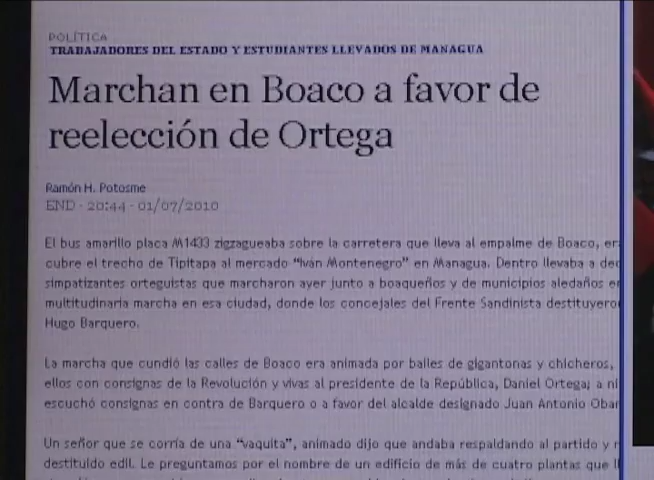 POLÍTICA
TRABAJADORES DEL ESTADO Y ESTUDIANTES LLEVADOS DE MANAGUA
Marchan en Boaco a favor de
reelección de Ortega
Ramón H. Potosme
END - 20:44 - 01/07/2010
El bus amarillo placa M1433 zigzagueaba sobre la carretera que lleva al empalme de Boaco, er
cubre el trecho de Tipitapa al mercado "Iván Montenegro" en Managua. Dentro llevaba a dec
simpatizantes orteguistas que marcharon ayer junto a boaqueños y de municipios aledaños er
multitudinaria marcha en esa ciudad, donde los concejales del Frente Sandinista destituyero
Hugo Barquero.
La marcha que cundió las calles de Boaco era animada por bailes de gigantonas y chicheros,
ellos con consignas de la Revolución y vivas al presidente de la República, Daniel Ortega; a ni
escuchó consignas en contra de Barquero o a favor del alcalde designado Juan Antonio Obar
Un señor que se corría de una "vaquita", animado dijo que andaba respaldando al partido y r
destituido edil. Le preguntamos por el nombre de un edificio de más de cuatro plantas que ll